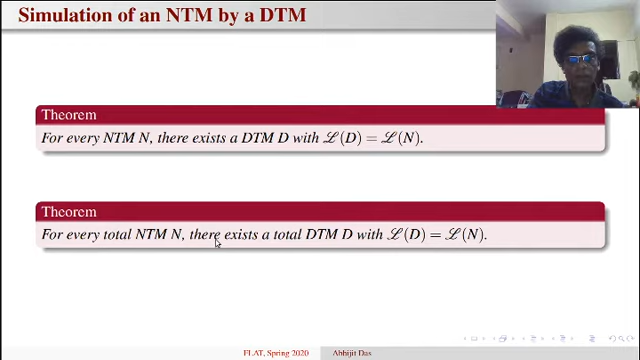 Simulation of an NTM by a DTM
Theorem
For every NTM N, there exists a DTM D with ℒ(D) = ℒ(N).
Theorem
For every total NTM N, there exists a total DTM D with ℒ(D) = ℒ(N).
FLAT, Spring 2020 Abhijit Das